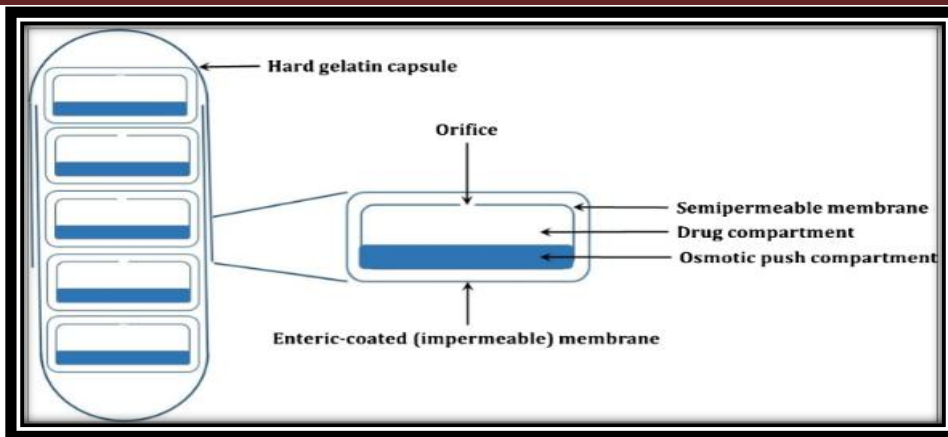 Hard gelatin capsule
Orifice
Semipermeable membrane
Drug compartment
Osmotic push compartment
Enteric-coated (impermeable) membrane